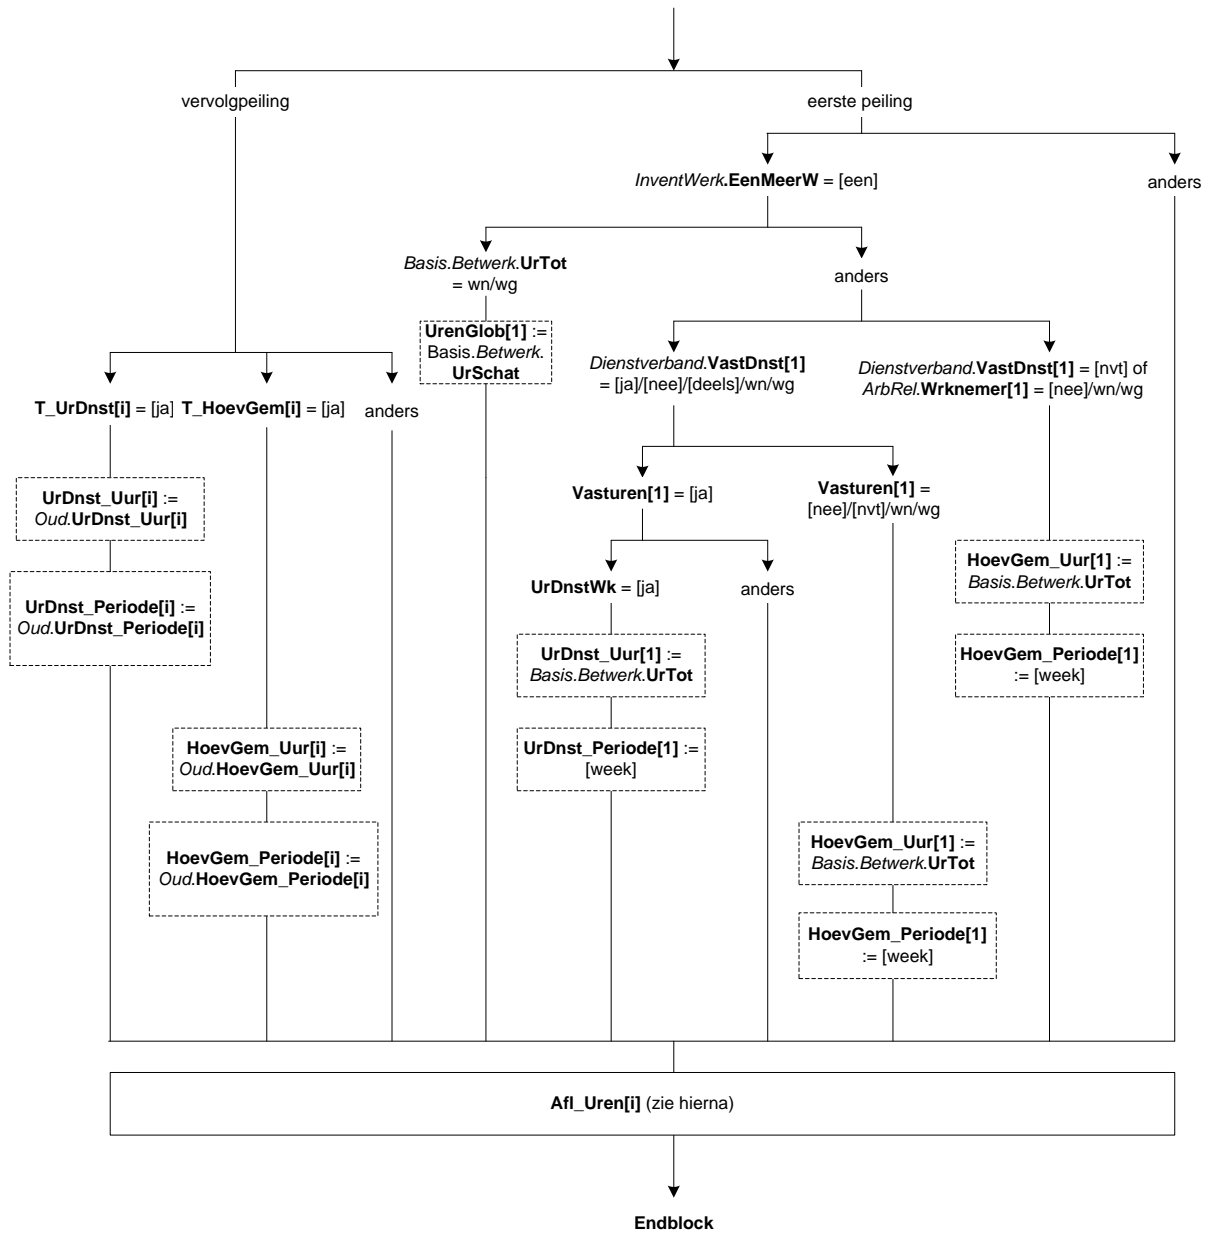 vervolgpeiling
eerste peiling
InventWerk.EenMeerW = [een]
anders
Basis.Betwerk.UrTot
= wn/wg
anders
UrenGlob[1] :=
Basis.Betwerk.
UrSchat
Dienstverband.VastDnst[1]
= [ja]/[nee]/[deels]/wn/wg
Dienstverband.VastDnst[1] = [nvt] of
ArbRel.Wrknemer[1] = [nee]/wn/wg
T_UrDnst[i] = [ja]
T_HoevGem[i] = [ja]
anders
Vasturen[1] = [ja]
Vasturen[1] =
[nee]/[nvt]/wn/wg
UrDnst_Uur[i] :=
Oud.UrDnst_Uur[i]
HoevGem_Uur[1] :=
Basis.Betwerk.UrTot
UrDnstWk = [ja]
anders
UrDnst_Periode[i] :=
Oud.UrDnst_Periode[i]
UrDnst_Uur[1] :=
Basis.Betwerk.UrTot
HoevGem_Periode[1]
:= [week]
HoevGem_Uur[i] :=
Oud.HoevGem_Uur[i]
UrDnst_Periode[1] :=
[week]
HoevGem_Periode[i] :=
Oud.HoevGem_Periode[i]
HoevGem_Uur[1] :=
Basis.Betwerk.UrTot
HoevGem_Periode[1]
:= [week]
Afl_Uren[i] (zie hierna)
Endblock